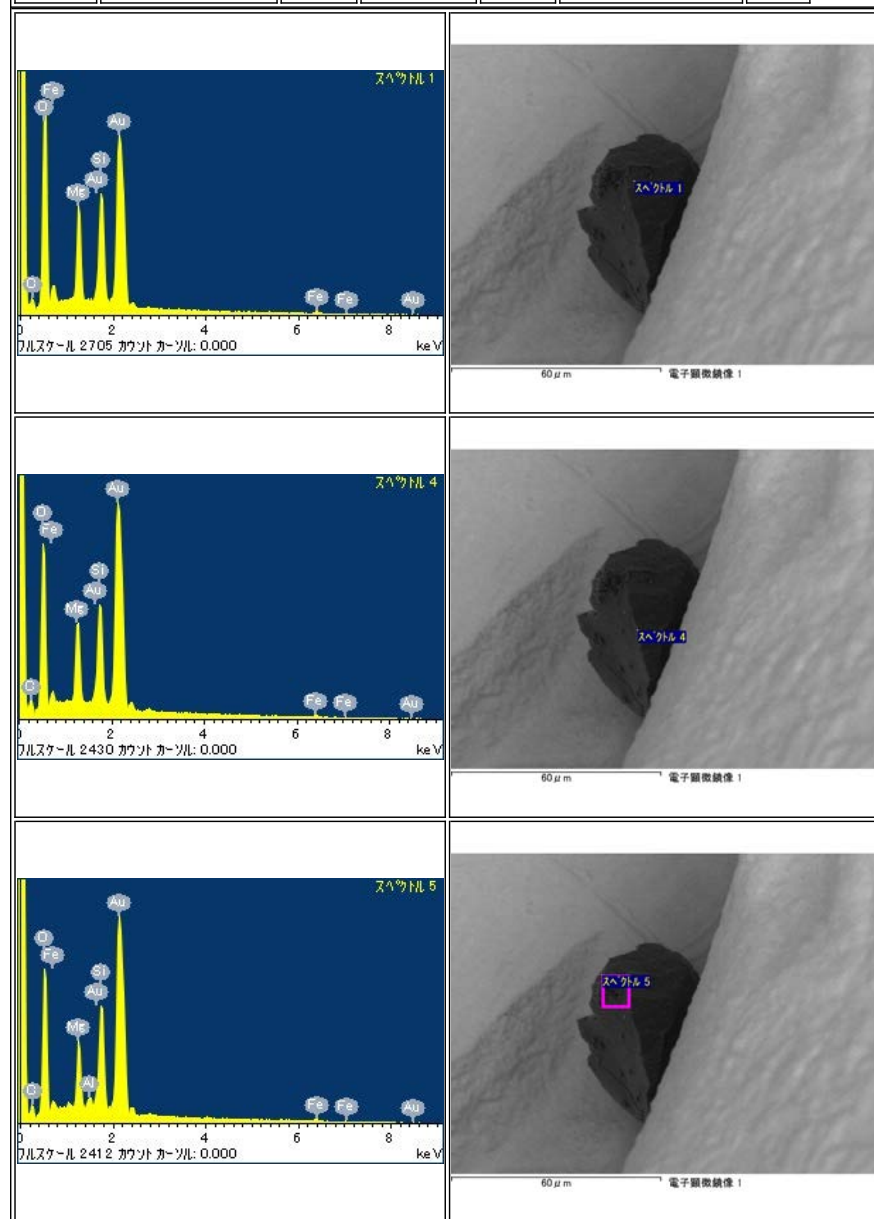 スペクトル 1
Fe
O
Au
Si
Au
Mg
C
Fe
Fe
Au
2
4
6
8
フルスケール 2705 カウント カーソル: 0.000
keV
スペクトル 1
60μm
電子顕微鏡像 1
スペクトル 4
Au
O
Fe
Si
Au
Mg
C
Fe
Fe
Au
0
2
4
6
8
フルスケール 2430 カウント カーソル: 0.000
keV
スペクトル 4
60μm
電子顕微鏡像 1
スペクトル 5
Au
O
Fe
Si
Au
Mg
Al
C
Fe
Fe
Au
2
4
6
8
フルスケール 2412 カウント カーソル: 0.000
keV
スペクトル 5
60μm
電子顕微鏡像 1